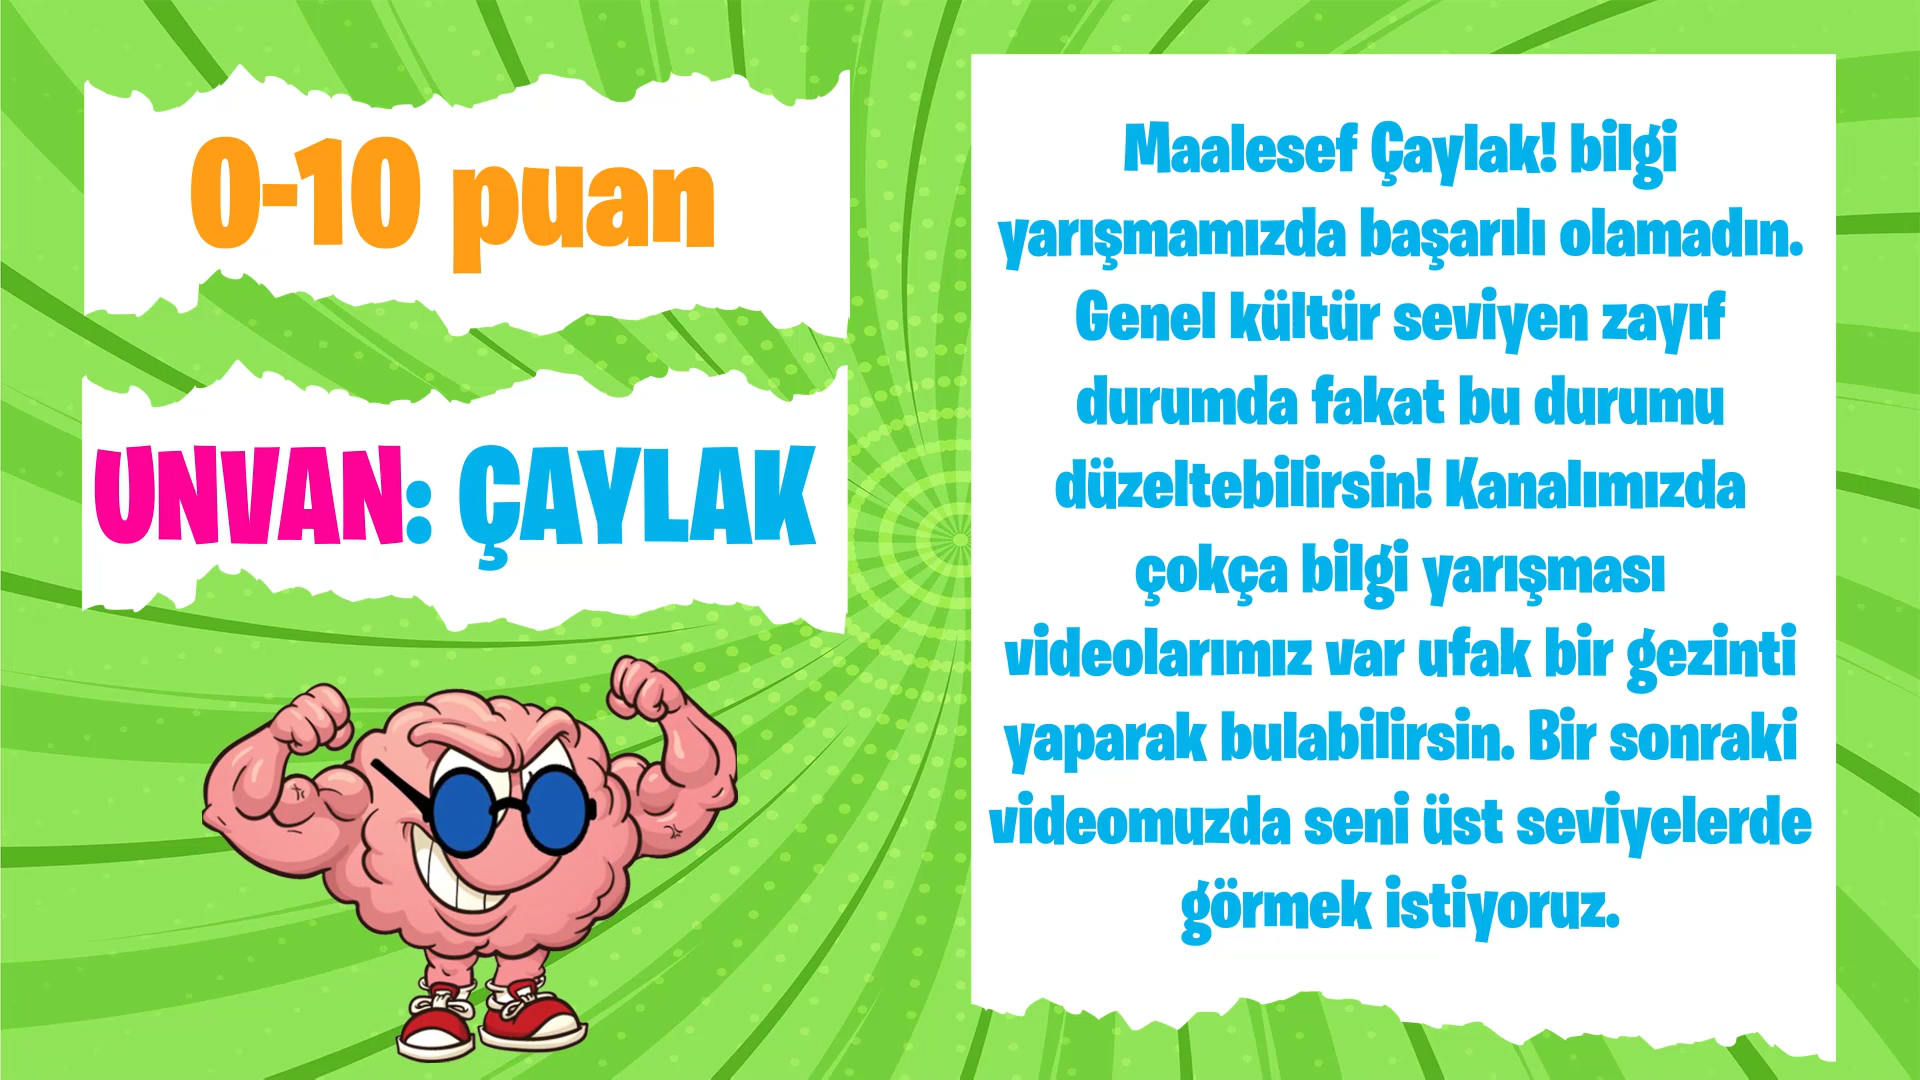 0-10 puan
UNVAN: ÇAYLAK
Maalesef Çaylak! bilgi
yarışmamızda başarılı olamadın.
Genel kültür seviyen zayıf
durumda fakat bu durumu
düzeltebilirsin! Kanalımızda
çokça bilgi yarışması
videolarımız var ufak bir gezinti
yaparak bulabilirsin. Bir sonraki
videomuzda seni üst seviyelerde
görmek istiyoruz.